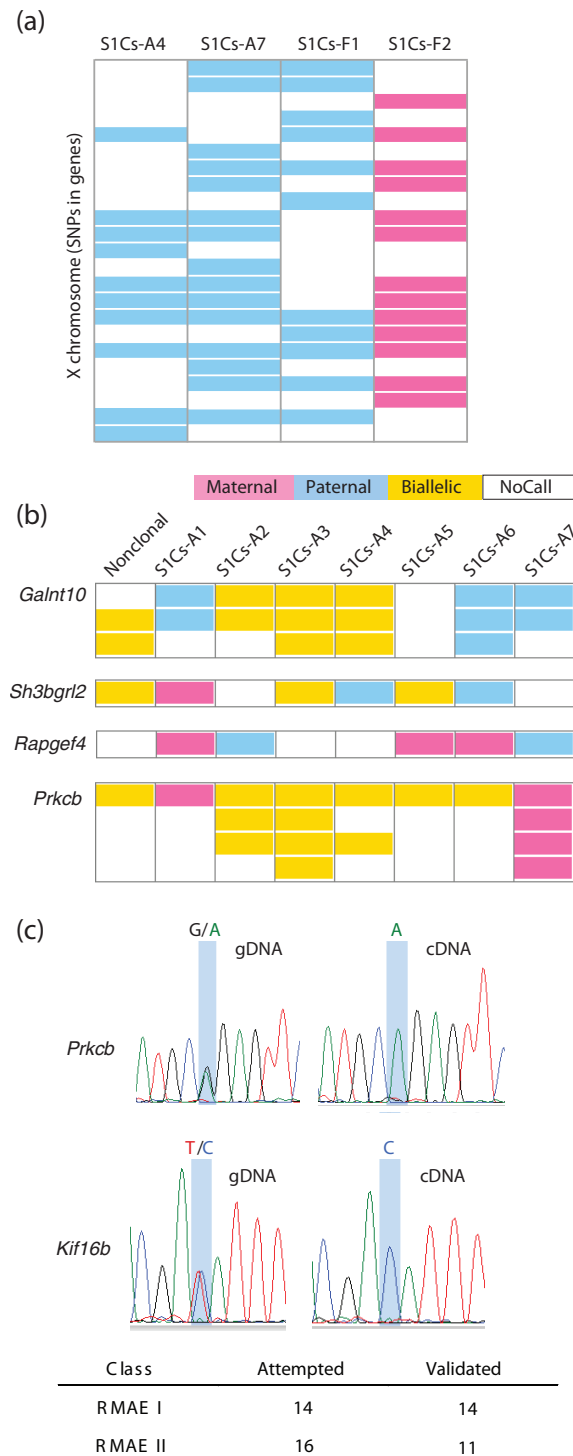 (a)
S1Cs-A4 S1Cs-A7 S1Cs-F1 S1Cs-F2
X chromosome (SNPs in genes)
Maternal Paternal Biallelic NoCall
(b)
Nonclonal S1Cs-A1 S1Cs-A2 S1Cs-A3 S1Cs-A4 S1Cs-A5 S1Cs-A6 S1Cs-A7
Galnt10
Sh3bgrl2
Rapgef4
Prkcb
(c)
G/A A
gDNA cDNA
Prkcb
T/C C
gDNA cDNA
Kif16b
Class Attempted Validated
RMAE I 14 14
RMAE II 16 11